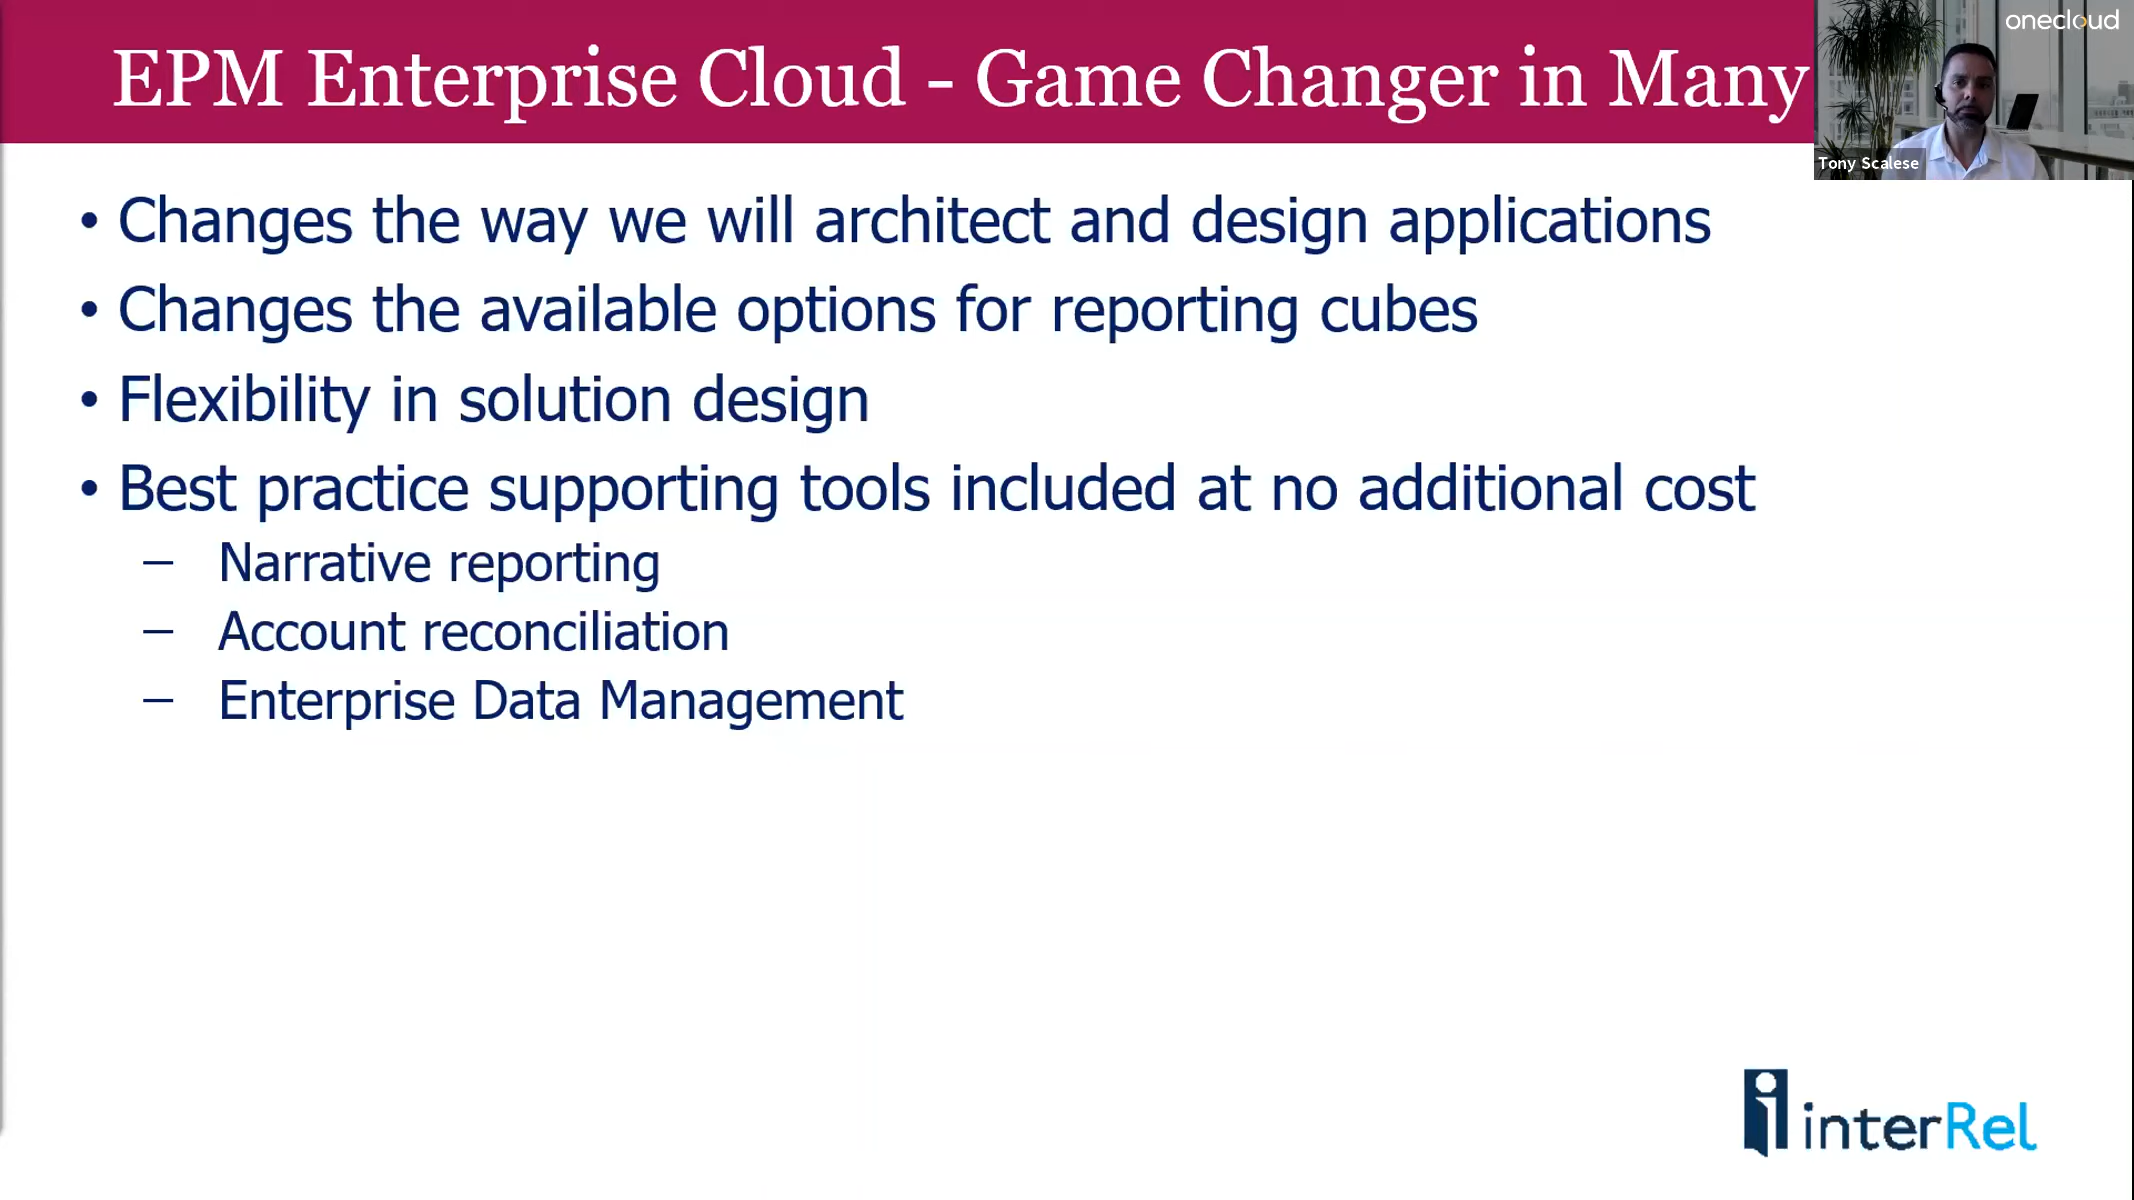 EPM Enterprise Cloud - Game Changer in Many
onecloud
Tony Scalese
• Changes the way we will architect and design applications
• Changes the available options for reporting cubes
• Flexibility in solution design
• Best practice supporting tools included at no additional cost
– Narrative reporting
– Account reconciliation
– Enterprise Data Management
interRel